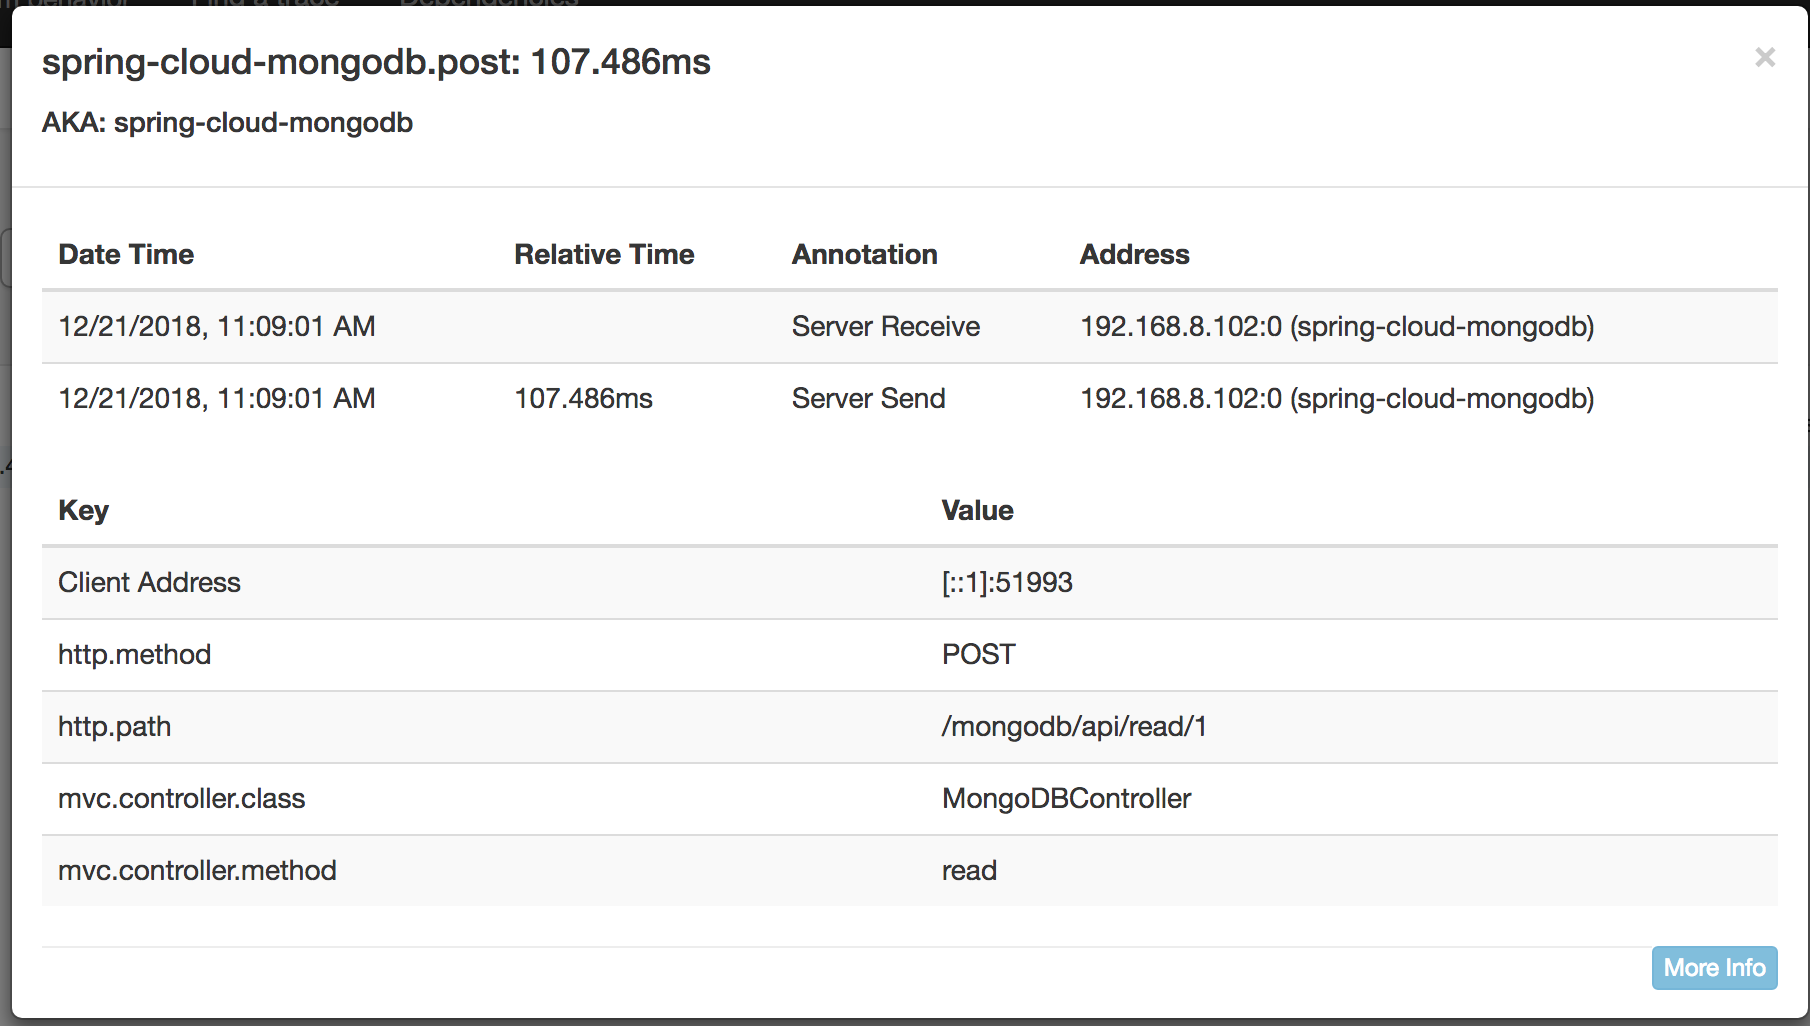 spring-cloud-mongodb.post: 107.486ms
×
AKA: spring-cloud-mongodb
Date Time Relative Time Annotation Address
12/21/2018, 11:09:01 AM Server Receive 192.168.8.102:0 (spring-cloud-mongodb)
12/21/2018, 11:09:01 AM 107.486ms Server Send 192.168.8.102:0 (spring-cloud-mongodb)
Key Value
Client Address [::1]:51993
http.method POST
http.path /mongodb/api/read/1
mvc.controller.class MongoDBController
mvc.controller.method read
More Info